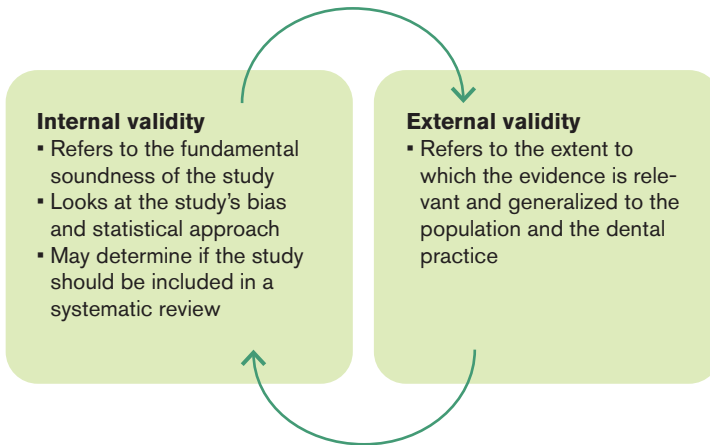 Internal validity
▪ Refers to the fundamental
soundness of the study
▪ Looks at the study's bias
and statistical approach
▪ May determine if the study
should be included in a
systematic review
External validity
▪ Refers to the extent to
which the evidence is rele-
vant and generalized to the
population and the dental
practice